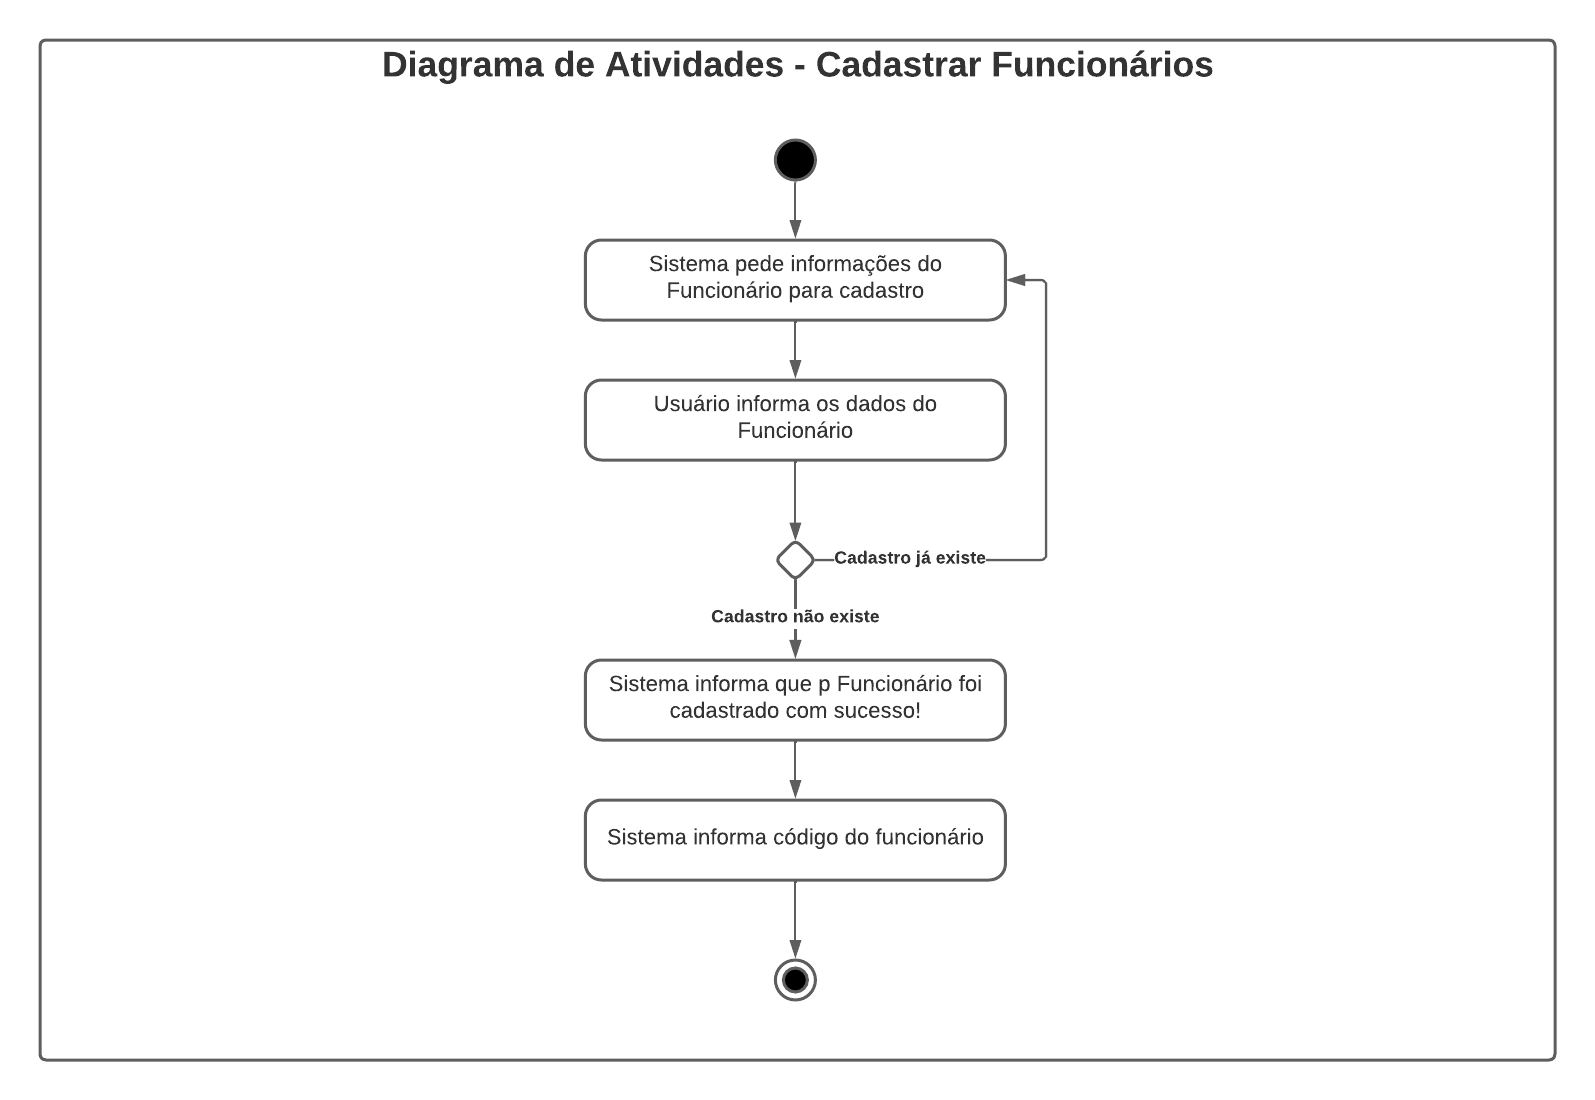 Diagrama de Atividades - Cadastrar Funcionários
Sistema pede informações do
Funcionário para cadastro
Usuário informa os dados do
Funcionário
Cadastro já existe
Cadastro não existe
Sistema informa que p Funcionário foi
cadastrado com sucesso!
Sistema informa código do funcionário